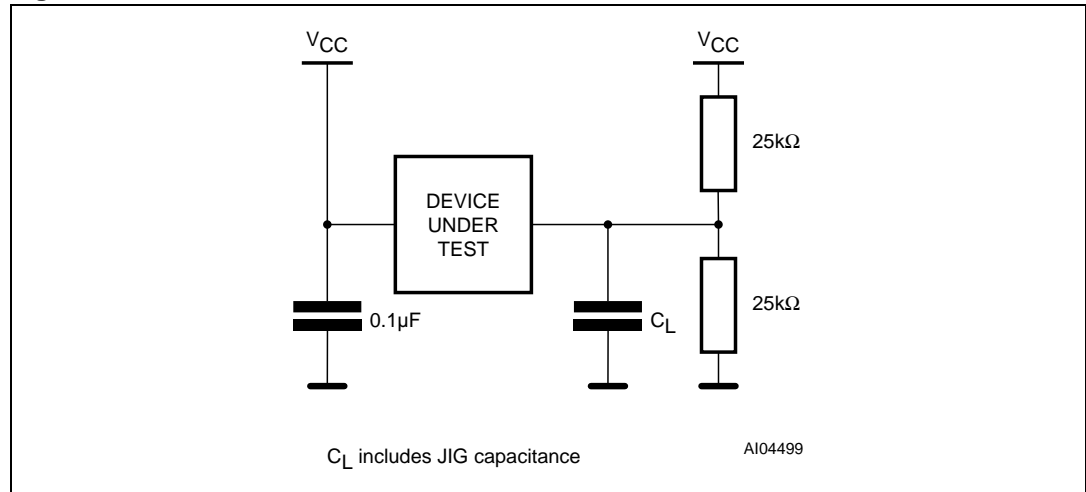 VCC
VCC
25kΩ
DEVICE
UNDER
TEST
0.1µF
CL
25kΩ
CL includes JIG capacitance
AI04499